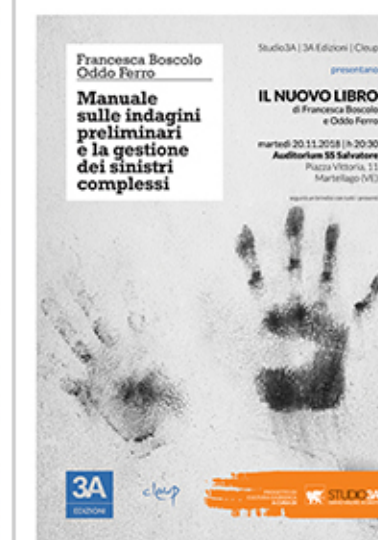 Francesca Boscolo
Oddo Ferro
Manuale
sulle indagini
preliminari
e la gestione
dei sinistri
complessi
Studio3A | 3A Edizioni | Cleup
presentano
IL NUOVO LIBRO
di Francesca Boscolo
e Oddo Ferro
martedì 20.11.2018 | h 20:30
Auditorium SS Salvatore
Piazza Vittoria, 11
Martellago (VE)
3A
EDIZIONI
cleup
STUDIO3A